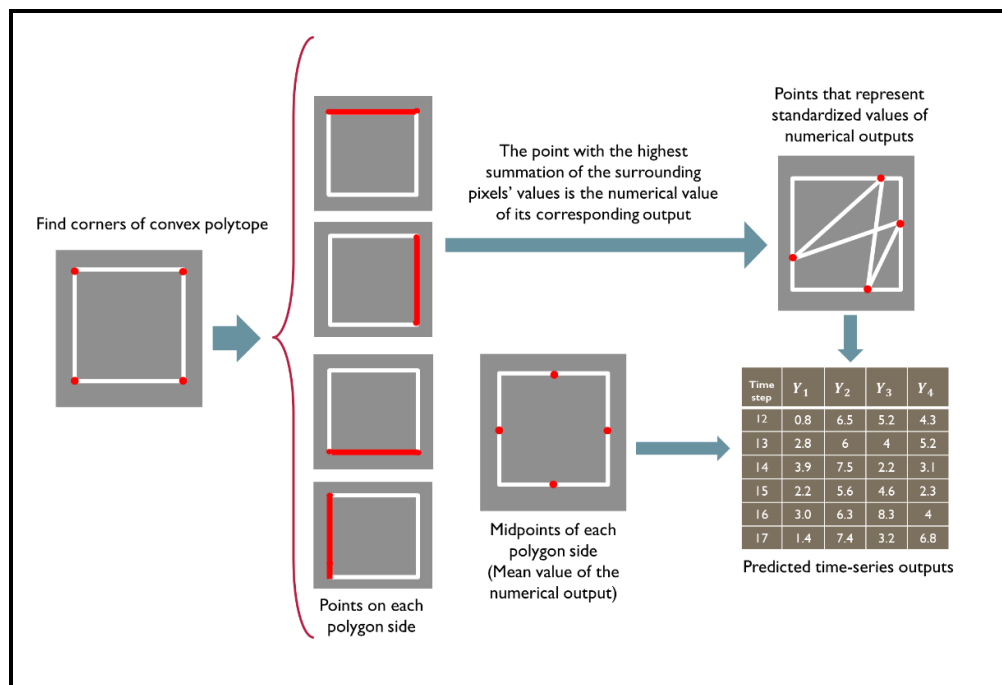 Find corners of convex polytope
Points on each
polygon side
The point with the highest
summation of the surrounding
pixels' values is the numerical value
of its corresponding output
Midpoints of each
polygon side
(Mean value of the
numerical output)
Points that represent
standardized values of
numerical outputs
Time step Y₁ Y₂ Y₃ Y₄
12 0.8 6.5 5.2 4.3
13 2.8 6 4 5.2
14 3.9 7.5 2.2 3.1
15 2.2 5.6 4.6 2.3
16 3.0 6.3 8.3 4
17 1.4 7.4 3.2 6.8
Predicted time-series outputs